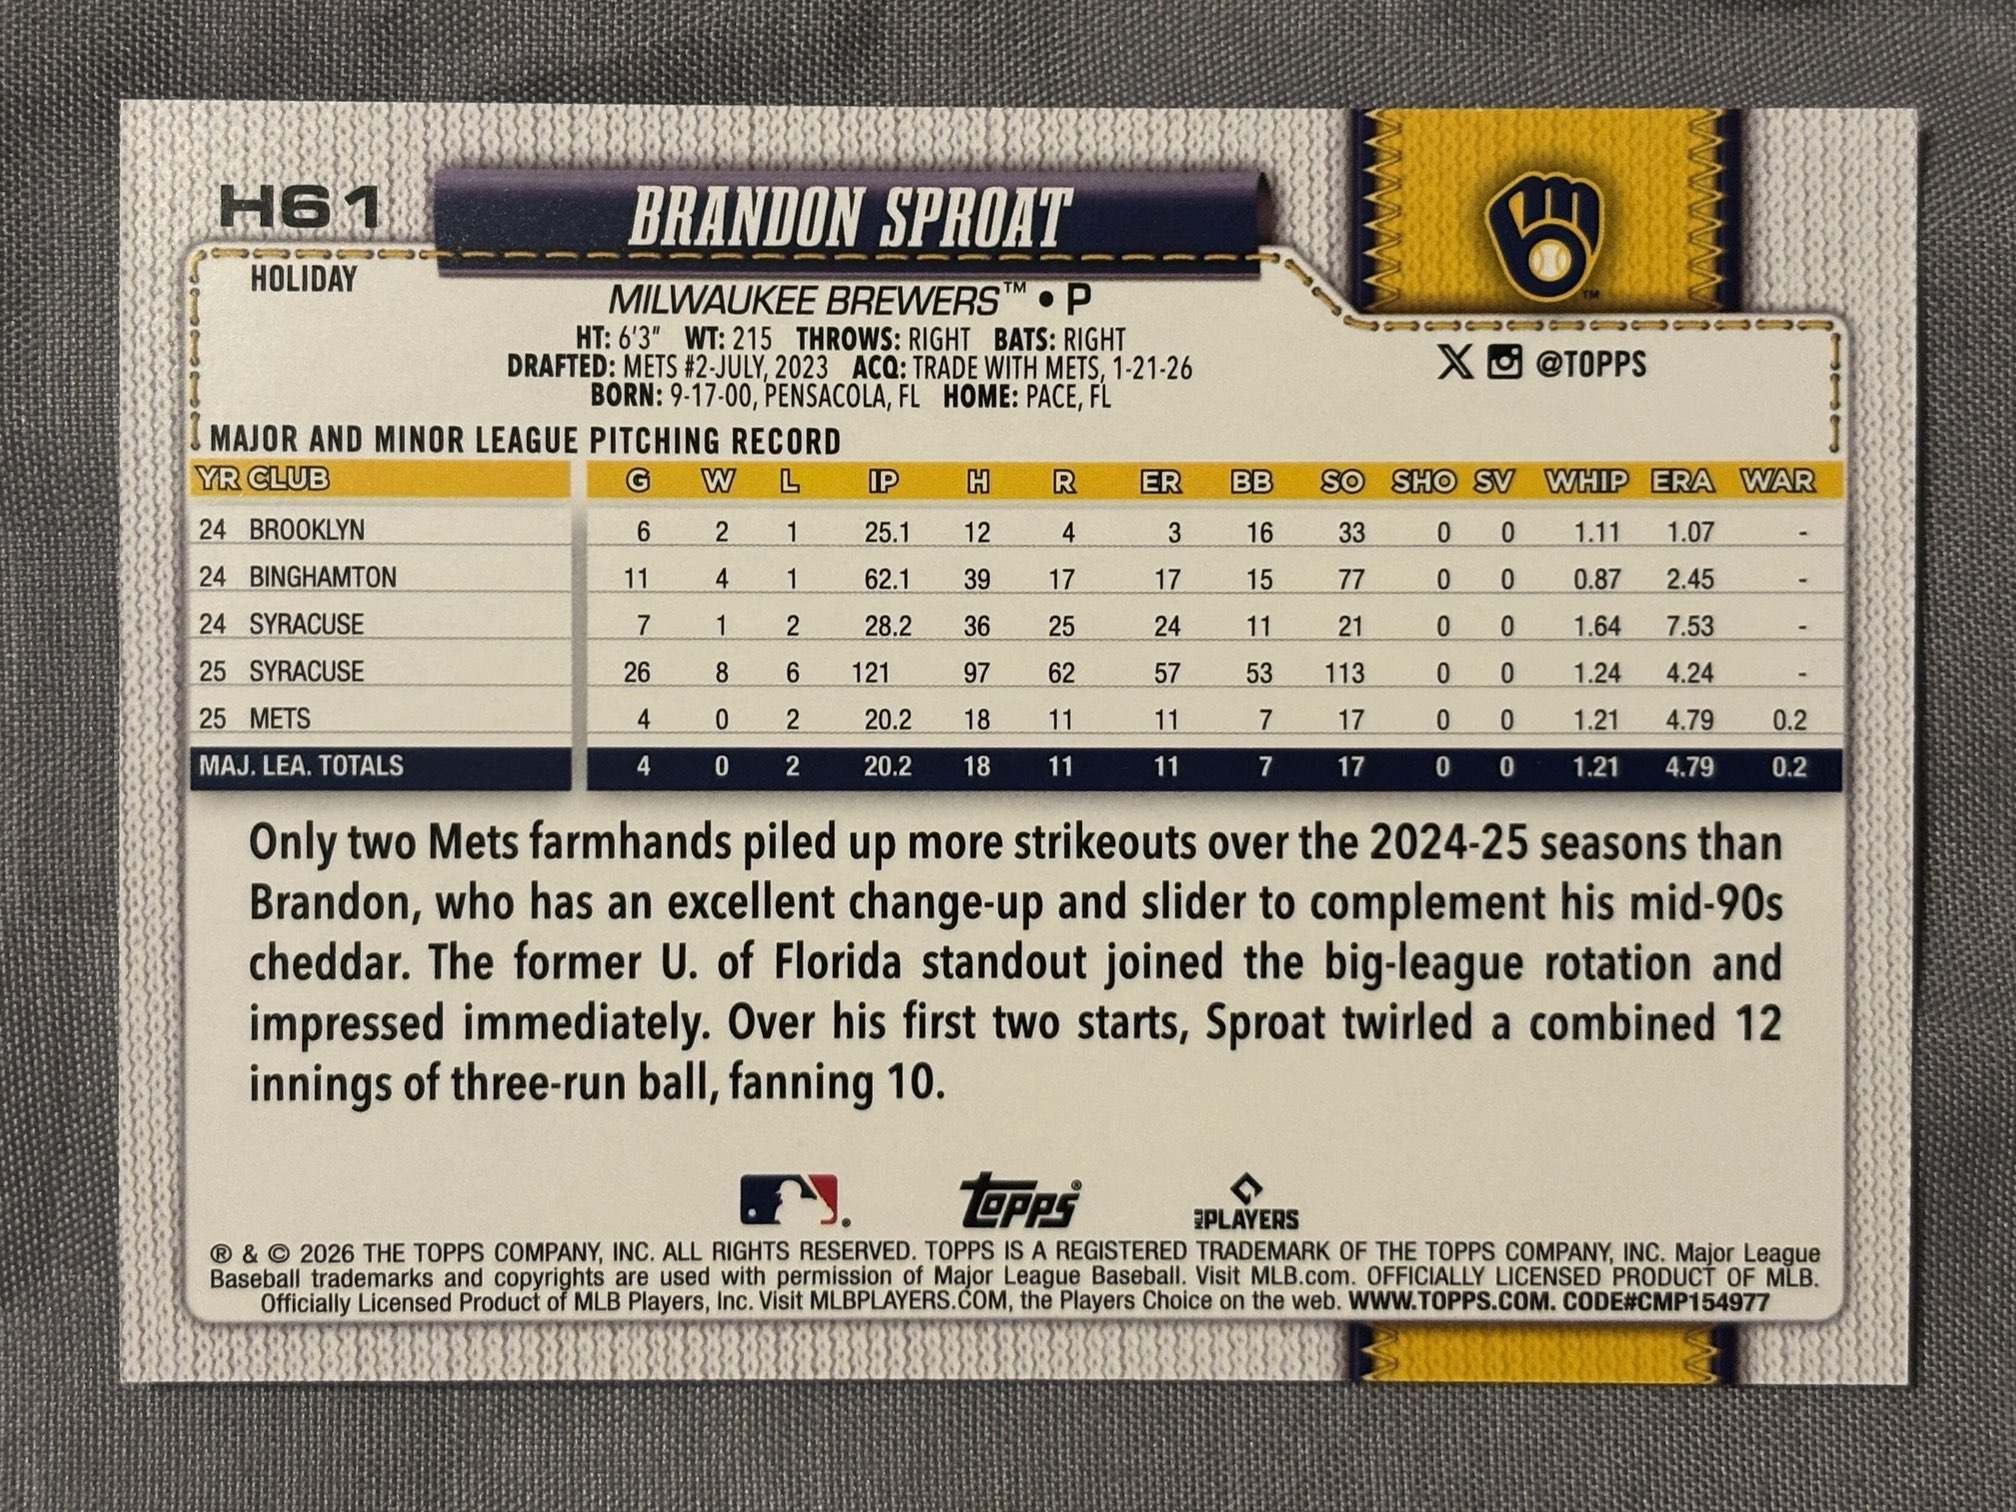 H61
BRANDON SPROAT
HOLIDAY
MILWAUKEE BREWERS™ • P
HT: 6'3" WT: 215 THROWS: RIGHT BATS: RIGHT
DRAFTED: METS #2-JULY, 2023 ACQ: TRADE WITH METS, 1-21-26
BORN: 9-17-00, PENSACOLA, FL HOME: PACE, FL
@TOPPS
MAJOR AND MINOR LEAGUE PITCHING RECORD
YR CLUB G W L IP H R ER BB SO SHO SV WHIP ERA WAR
24 BROOKLYN 6 2 1 25.1 12 4 3 16 33 0 0 1.11 1.07 -
24 BINGHAMTON 11 4 1 62.1 39 17 17 15 77 0 0 0.87 2.45 -
24 SYRACUSE 7 1 2 28.2 36 25 24 11 21 0 0 1.64 7.53 -
25 SYRACUSE 26 8 6 121 97 62 57 53 113 0 0 1.24 4.24 -
25 METS 4 0 2 20.2 18 11 11 7 17 0 0 1.21 4.79 0.2
MAJ. LEA. TOTALS 4 0 2 20.2 18 11 11 7 17 0 0 1.21 4.79 0.2
Only two Mets farmhands piled up more strikeouts over the 2024-25 seasons than
Brandon, who has an excellent change-up and slider to complement his mid-90s
cheddar. The former U. of Florida standout joined the big-league rotation and
impressed immediately. Over his first two starts, Sproat twirled a combined 12
innings of three-run ball, fanning 10.
Topps® MLB PLAYERS
® & © 2026 THE TOPPS COMPANY, INC. ALL RIGHTS RESERVED. TOPPS IS A REGISTERED TRADEMARK OF THE TOPPS COMPANY, INC. Major League
Baseball trademarks and copyrights are used with permission of Major League Baseball. Visit MLB.com. OFFICIALLY LICENSED PRODUCT OF MLB.
Officially Licensed Product of MLB Players, Inc. Visit MLBPLAYERS.COM, the Players Choice on the web. WWW.TOPPS.COM. CODE#CMP154977